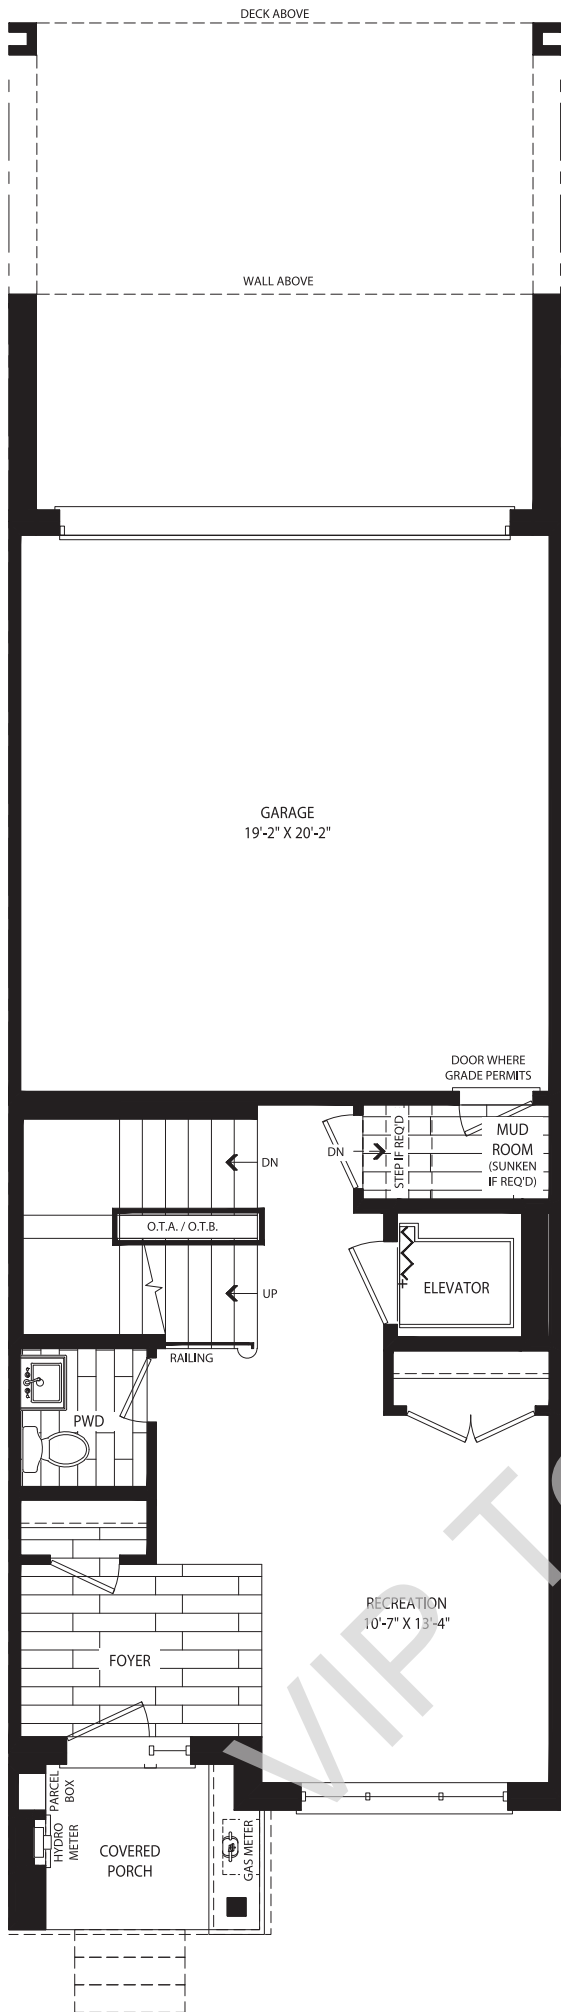 DECK ABOVE
WALL ABOVE
GARAGE
19'-2" X 20'-2"
DOOR WHERE
GRADE PERMITS
MUD
ROOM
(SUNKEN
IF REQ'D)
STEP IF REQ'D
DN
DN
O.T.A. / O.T.B.
UP
ELEVATOR
RAILING
PWD
RECREATION
10'-7" X 13'-4"
FOYER
PARCEL
BOX
HYDRO
METER
COVERED
PORCH
GAS METER
VIP